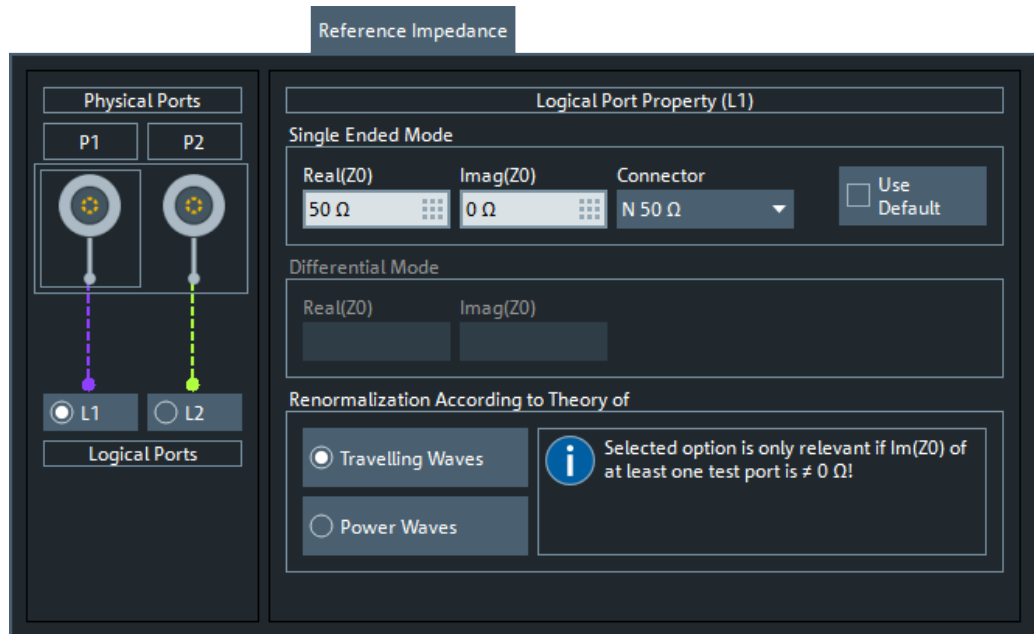 Reference Impedance
Physical Ports
P1
P2
L1
L2
Logical Ports
Logical Port Property (L1)
Single Ended Mode
Real(Z0)
Imag(Z0)
Connector
50 Ω
0 Ω
N 50 Ω
Use
Default
Differential Mode
Real(Z0)
Imag(Z0)
Renormalization According to Theory of
Travelling Waves
Power Waves
Selected option is only relevant if Im(Z0) of
at least one test port is ≠ 0 Ω!